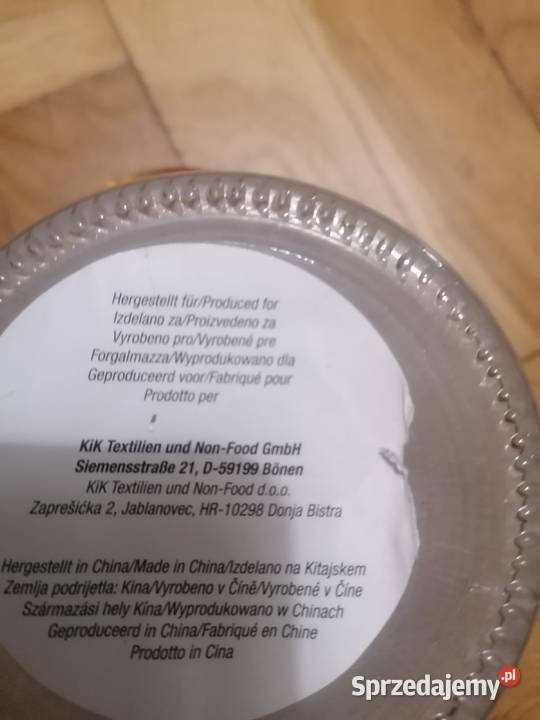 Hergestellt für/Produced for
Izdelano za/Proizvedeno za
Vyrobeno pro/Vyrobené pre
Forgalmazza/Wyprodukowano dla
Geproduceerd voor/Fabriqué pour
Prodotto per
KiK Textilien und Non-Food GmbH
Siemensstraße 21, D-59199 Bönen
KiK Textilien und Non-Food d.o.o.
Zaprešićka 2, Jablanovec, HR-10298 Donja Bistra
Hergestellt in China/Made in China/Izdelano na Kitajskem
Zemlja podrijetla: Kina/Vyrobeno v Číně/Vyrobené v Číne
Származási hely Kína/Wyprodukowano w Chinach
Geproduceerd in China/Fabriqué en Chine
Prodotto in Cina
Sprzedajemy.pl